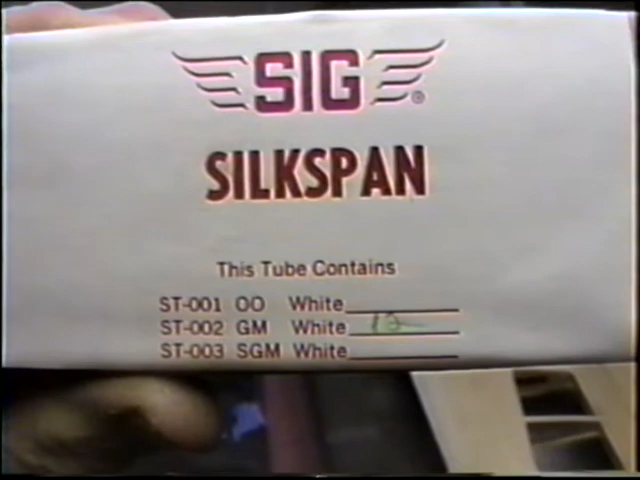 SIG®
SILKSPAN
This Tube Contains
ST-001 OO White
ST-002 GM White 12
ST-003 SGM White